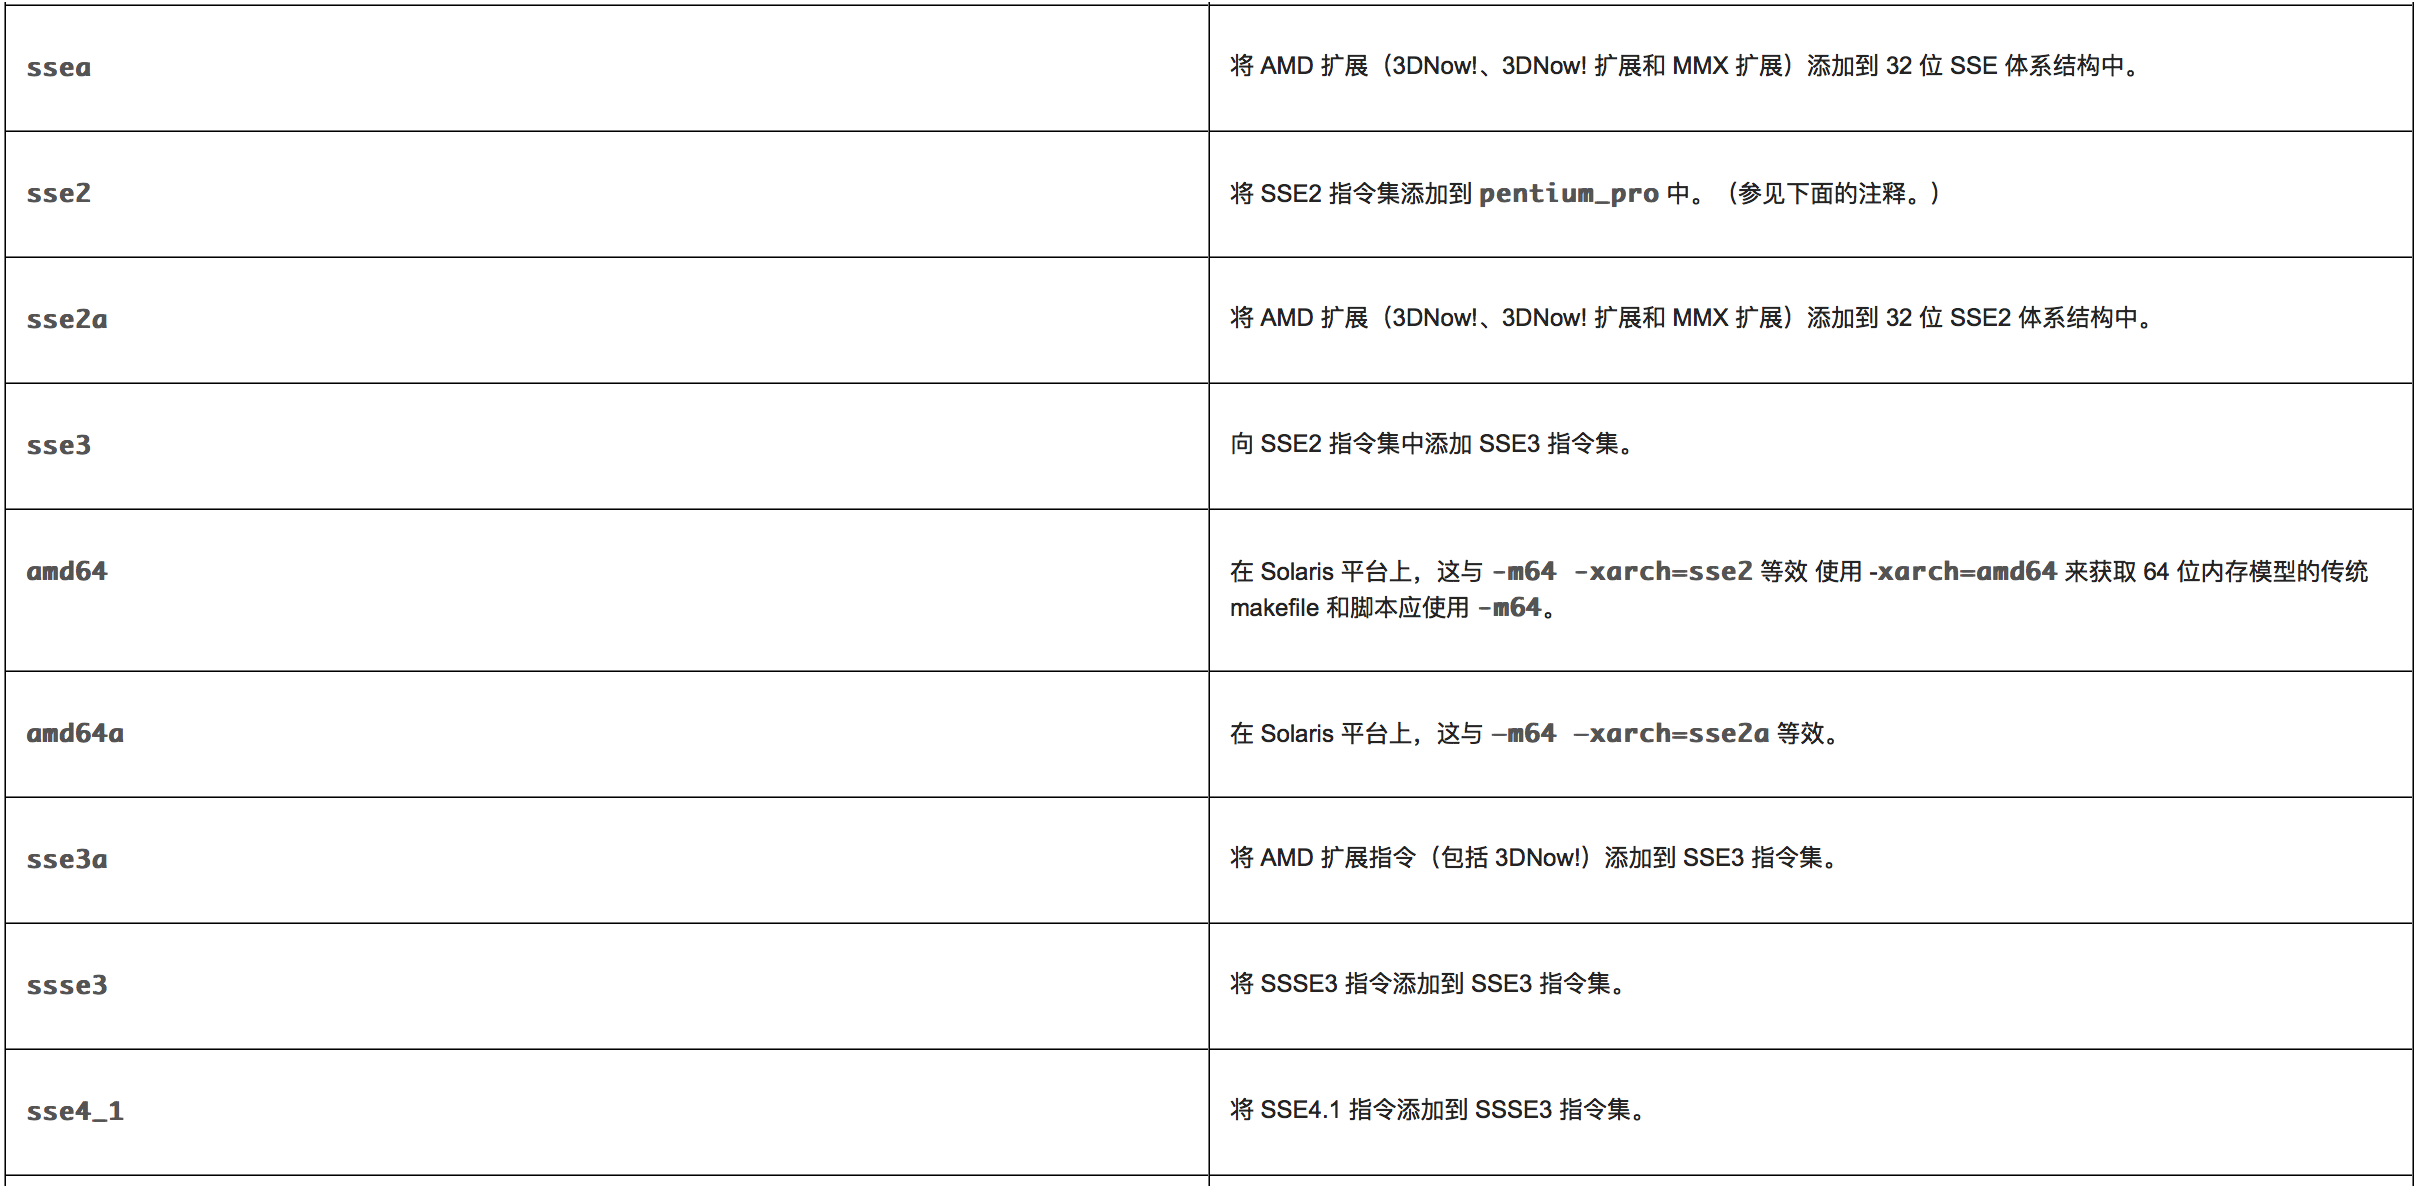 ssea
将 AMD 扩展（3DNow!、3DNow! 扩展和 MMX 扩展）添加到 32 位 SSE 体系结构中。
sse2
将 SSE2 指令集添加到 pentium_pro 中。（参见下面的注释。）
sse2a
将 AMD 扩展（3DNow!、3DNow! 扩展和 MMX 扩展）添加到 32 位 SSE2 体系结构中。
sse3
向 SSE2 指令集中添加 SSE3 指令集。
amd64
在 Solaris 平台上，这与 -m64 -xarch=sse2 等效 使用 -xarch=amd64 来获取 64 位内存模型的传统
makefile 和脚本应使用 -m64。
amd64a
在 Solaris 平台上，这与 –m64 –xarch=sse2a 等效。
sse3a
将 AMD 扩展指令（包括 3DNow!）添加到 SSE3 指令集。
ssse3
将 SSSE3 指令添加到 SSE3 指令集。
sse4_1
将 SSE4.1 指令添加到 SSSE3 指令集。